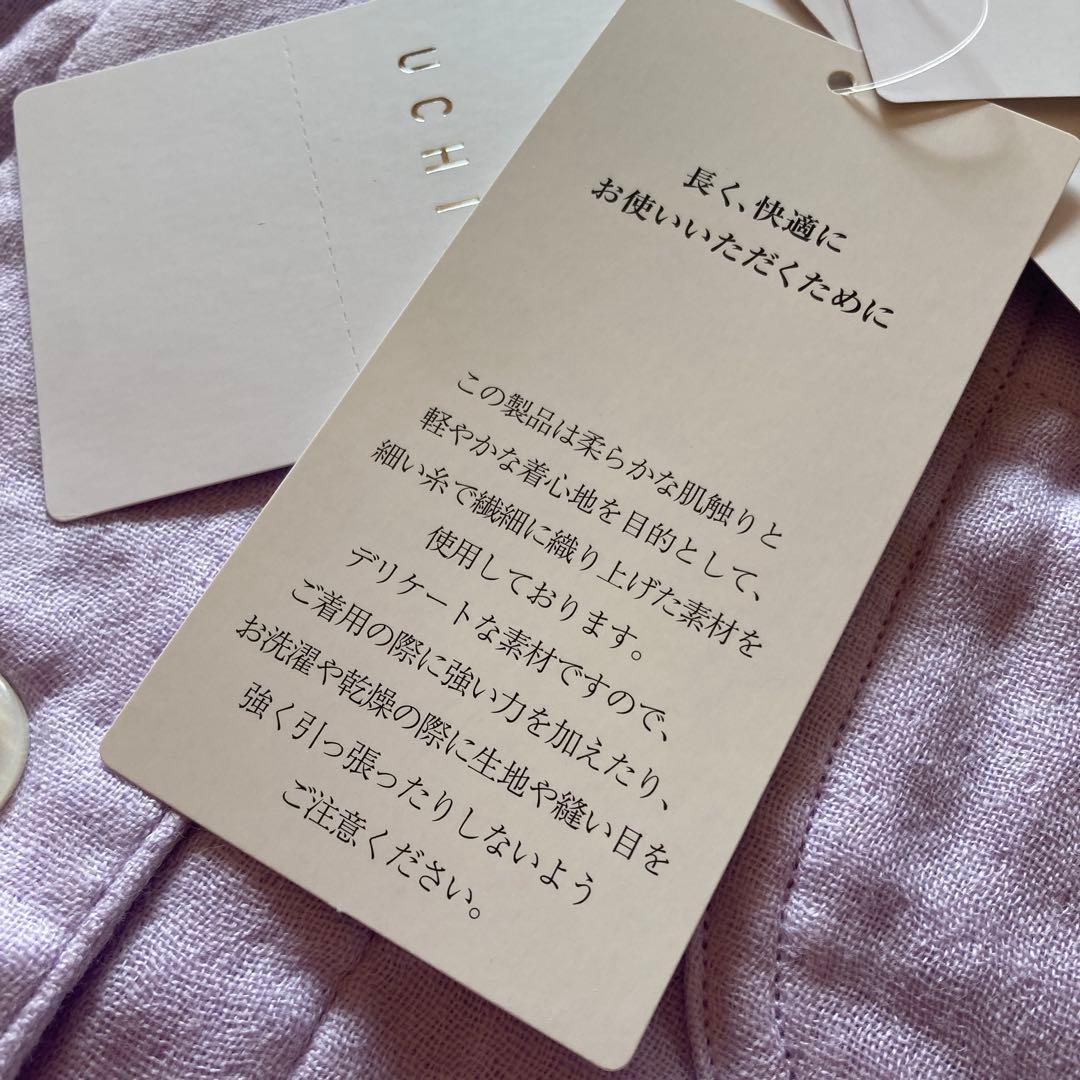 UCHI
長く、快適に
お使いいただくために
この製品は柔らかな肌触りと
軽やかな着心地を目的として、
細い糸で繊細に織り上げた素材を
使用しております。
デリケートな素材ですので、
ご着用の際に強い力を加えたり、
お洗濯や乾燥の際に生地や縫い目を
強く引っ張ったりしないよう
ご注意ください。